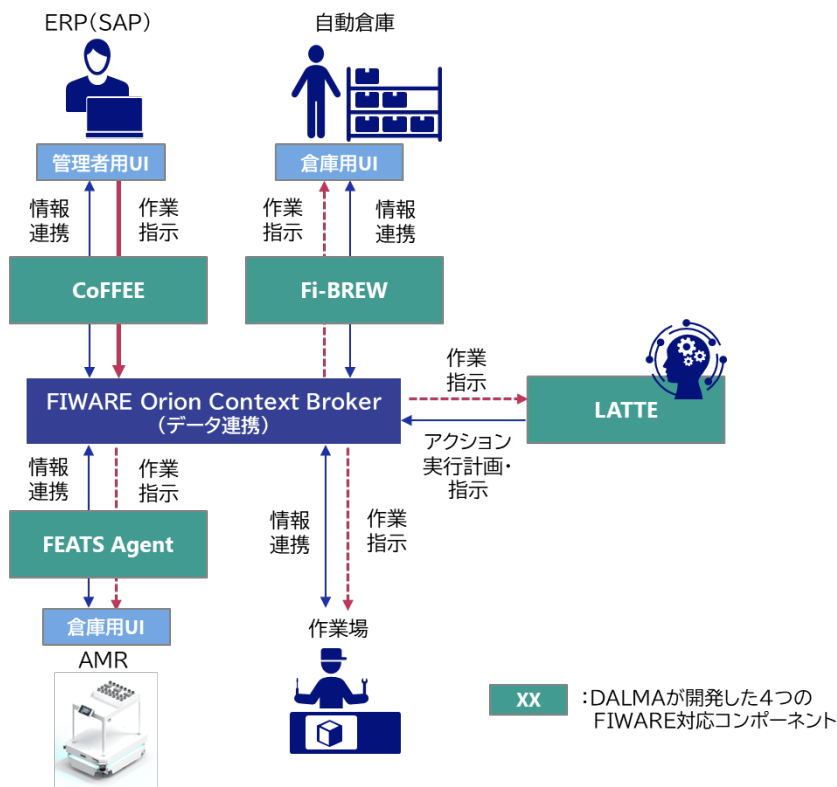 ERP(SAP)
自動倉庫
管理者用UI
倉庫用UI
情報
連携
作業
指示
作業
指示
情報
連携
CoFFEE
Fi-BREW
作業
指示
FIWARE Orion Context Broker
(データ連携)
LATTE
アクション
実行計画・
指示
情報
連携
作業
指示
情報
連携
作業
指示
FEATS Agent
倉庫用UI
作業場
AMR
XX
:DALMAが開発した4つの
FIWARE対応コンポーネント